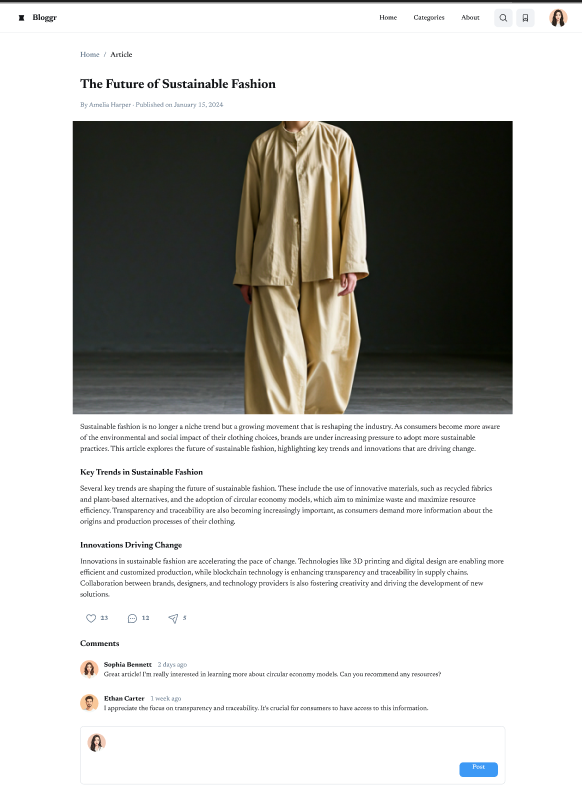 Bloggr
Home
Categories
About
Home / Article
The Future of Sustainable Fashion
By Amelia Harper · Published on January 15, 2024
Sustainable fashion is no longer a niche trend but a growing movement that is reshaping the industry. As consumers become more aware
of the environmental and social impact of their clothing choices, brands are under increasing pressure to adopt more sustainable
practices. This article explores the future of sustainable fashion, highlighting key trends and innovations that are driving change.
Key Trends in Sustainable Fashion
Several key trends are shaping the future of sustainable fashion. These include the use of innovative materials, such as recycled fabrics
and plant-based alternatives, and the adoption of circular economy models, which aim to minimize waste and maximize resource
efficiency. Transparency and traceability are also becoming increasingly important, as consumers demand more information about the
origins and production processes of their clothing.
Innovations Driving Change
Innovations in sustainable fashion are accelerating the pace of change. Technologies like 3D printing and digital design are enabling more
efficient and customized production, while blockchain technology is enhancing transparency and traceability in supply chains.
Collaboration between brands, designers, and technology providers is also fostering creativity and driving the development of new
solutions.
23 12 5
Comments
Sophia Bennett 2 days ago
Great article! I'm really interested in learning more about circular economy models. Can you recommend any resources?
Ethan Carter 1 week ago
I appreciate the focus on transparency and traceability. It's crucial for consumers to have access to this information.
Post